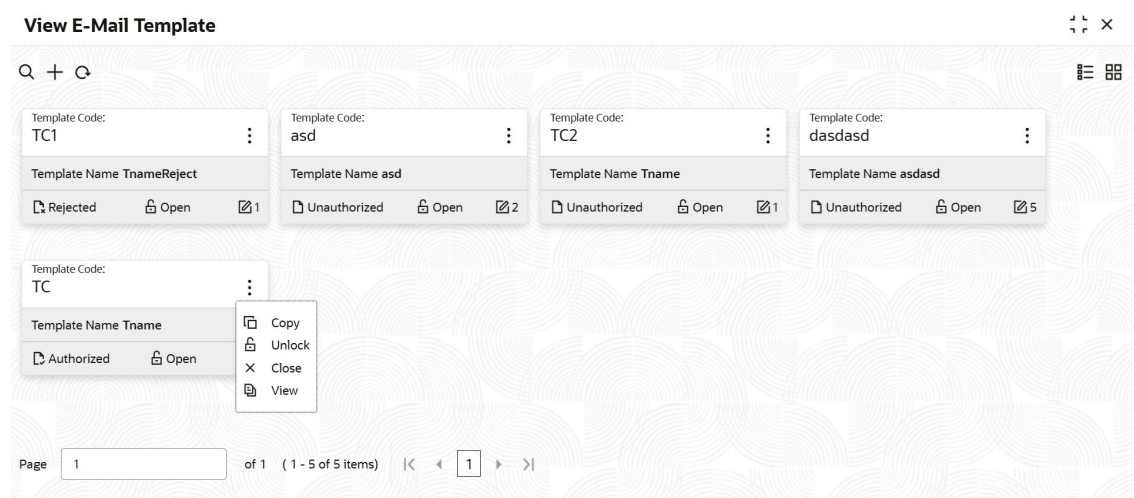 View E-Mail Template
Template Code:
TC1
Template Name TnameReject
Rejected Open 1
Template Code:
asd
Template Name asd
Unauthorized Open 2
Template Code:
TC2
Template Name Tname
Unauthorized Open 1
Template Code:
dasdasd
Template Name asdasd
Unauthorized Open 5
Template Code:
TC
Template Name Tname
Authorized Open
Copy
Unlock
Close
View
Page 1 of 1 ( 1 - 5 of 5 items) 1